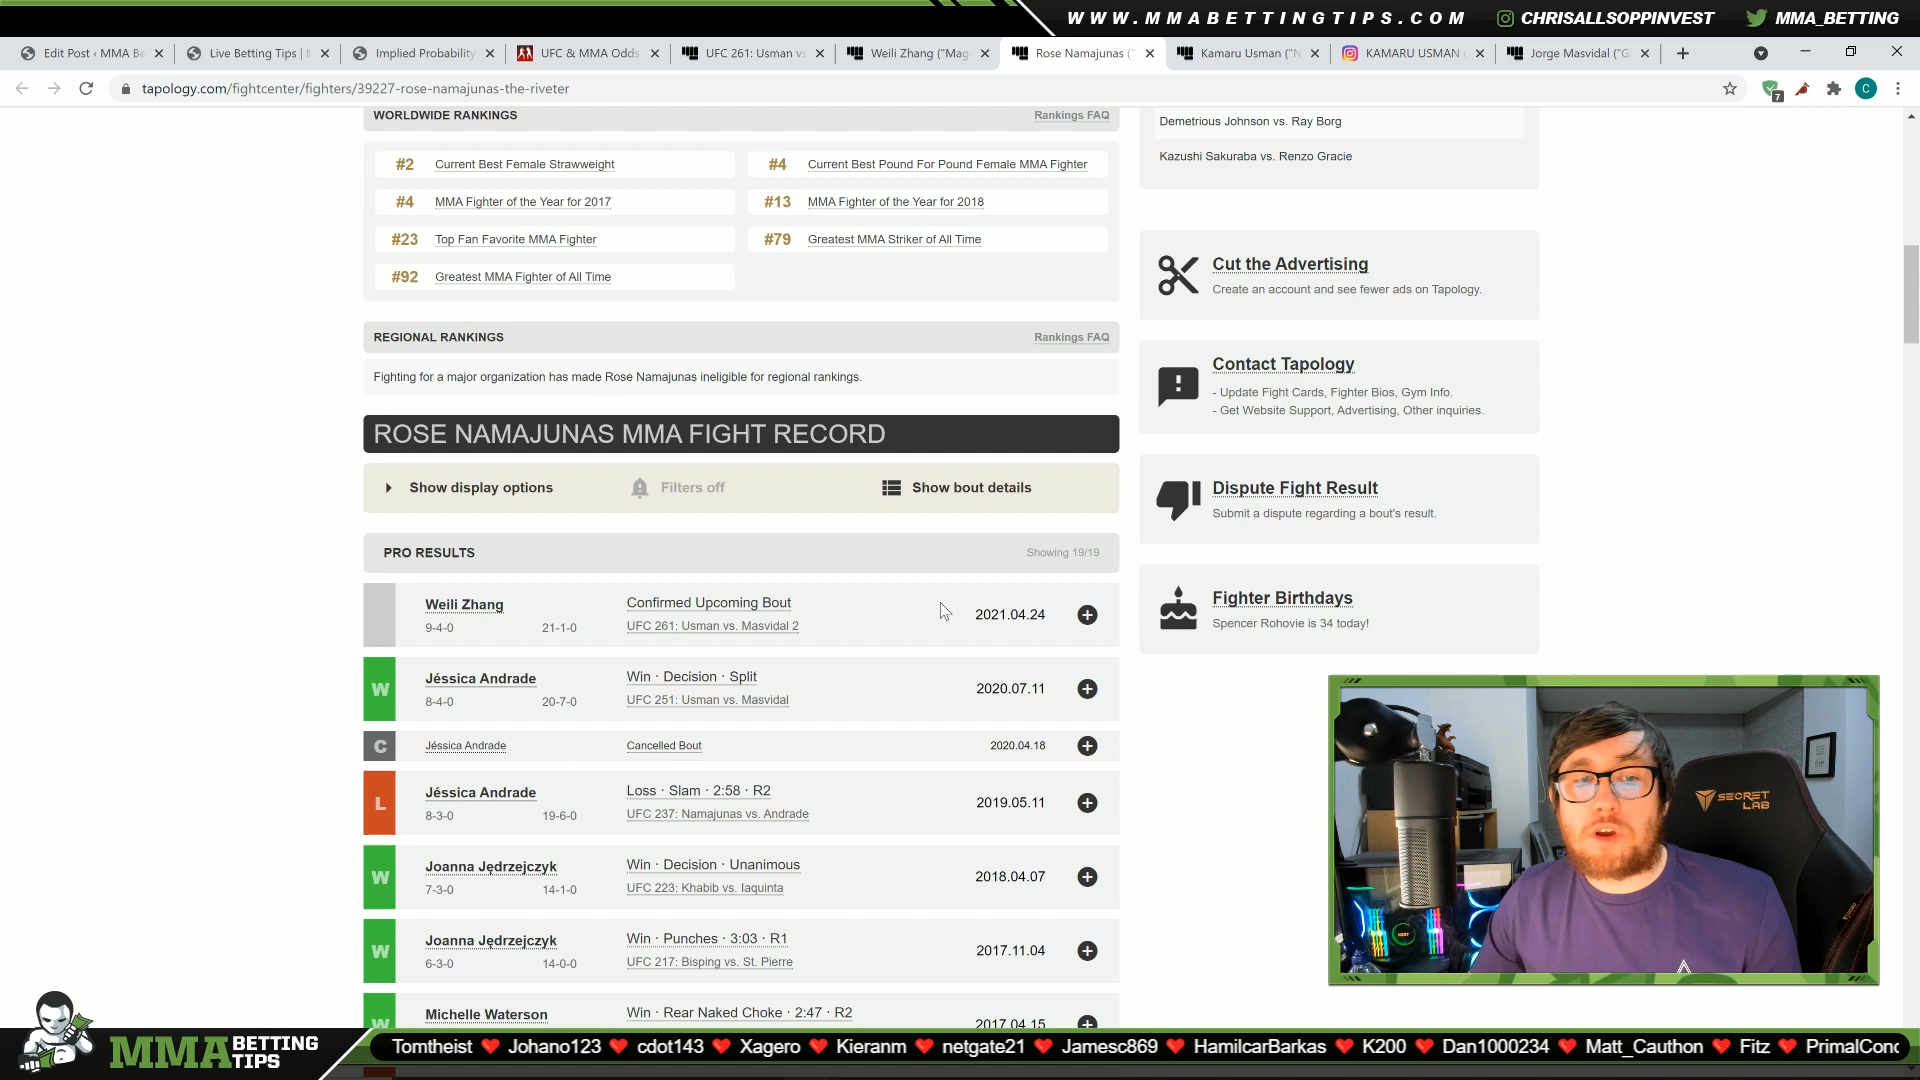 WWW.MMABETTINGTIPS.COM CHRISALLSOPPINVEST MMA_BETTING
Edit Post ‹ MMA Be Live Betting Tips | Implied Probability UFC & MMA Odds UFC 261: Usman vs Weili Zhang ("Mag Rose Namajunas (" Kamaru Usman ("N KAMARU USMAN Jorge Masvidal ("G
tapology.com/fightcenter/fighters/39227-rose-namajunas-the-riveter 7 C
WORLDWIDE RANKINGS Rankings FAQ
#2 Current Best Female Strawweight #4 Current Best Pound For Pound Female MMA Fighter
#4 MMA Fighter of the Year for 2017 #13 MMA Fighter of the Year for 2018
#23 Top Fan Favorite MMA Fighter #79 Greatest MMA Striker of All Time
#92 Greatest MMA Fighter of All Time
REGIONAL RANKINGS Rankings FAQ
Fighting for a major organization has made Rose Namajunas ineligible for regional rankings.
ROSE NAMAJUNAS MMA FIGHT RECORD
Show display options Filters off Show bout details
PRO RESULTS Showing 19/19
Weili Zhang Confirmed Upcoming Bout 2021.04.24
9-4-0 21-1-0 UFC 261: Usman vs. Masvidal 2
W Jéssica Andrade Win · Decision · Split 2020.07.11
8-4-0 20-7-0 UFC 251: Usman vs. Masvidal
C Jéssica Andrade Cancelled Bout 2020.04.18
L Jéssica Andrade Loss · Slam · 2:58 · R2 2019.05.11
8-3-0 19-6-0 UFC 237: Namajunas vs. Andrade
W Joanna Jędrzejczyk Win · Decision · Unanimous 2018.04.07
7-3-0 14-1-0 UFC 223: Khabib vs. Iaquinta
W Joanna Jędrzejczyk Win · Punches · 3:03 · R1 2017.11.04
6-3-0 14-0-0 UFC 217: Bisping vs. St. Pierre
W Michelle Waterson Win · Rear Naked Choke · 2:47 · R2 2017.04.15
Demetrious Johnson vs. Ray Borg
Kazushi Sakuraba vs. Renzo Gracie
Cut the Advertising
Create an account and see fewer ads on Tapology.
Contact Tapology
- Update Fight Cards, Fighter Bios, Gym Info.
- Get Website Support, Advertising, Other inquiries.
Dispute Fight Result
Submit a dispute regarding a bout's result.
Fighter Birthdays
Spencer Rohovie is 34 today!
SECRET
LAB
MMA BETTING TIPS
Tomtheist Johano123 cdot143 Xagero Kieranm netgate21 Jamesc869 HamilcarBarkas K200 Dan1000234 Matt_Cauthon Fitz PrimalConc